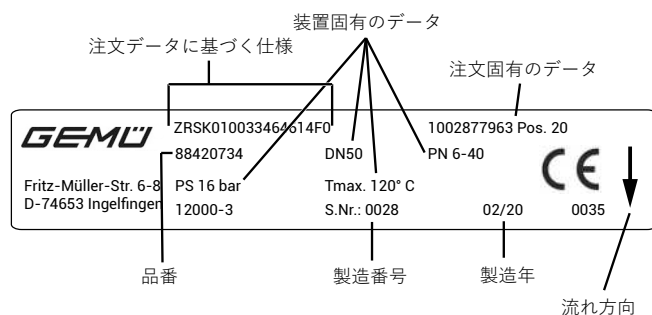 装置固有のデータ
注文データに基づく仕様
注文固有のデータ
GEMÜ
ZRSK010033464614F0
1002877963 Pos. 20
88420734
DN50
PN 6-40
CE
Fritz-Müller-Str. 6-8
PS 16 bar
Tmax. 120° C
D-74653 Ingelfingen
12000-3
S.Nr.: 0028
02/20
0035
品番
製造番号
製造年
流れ方向